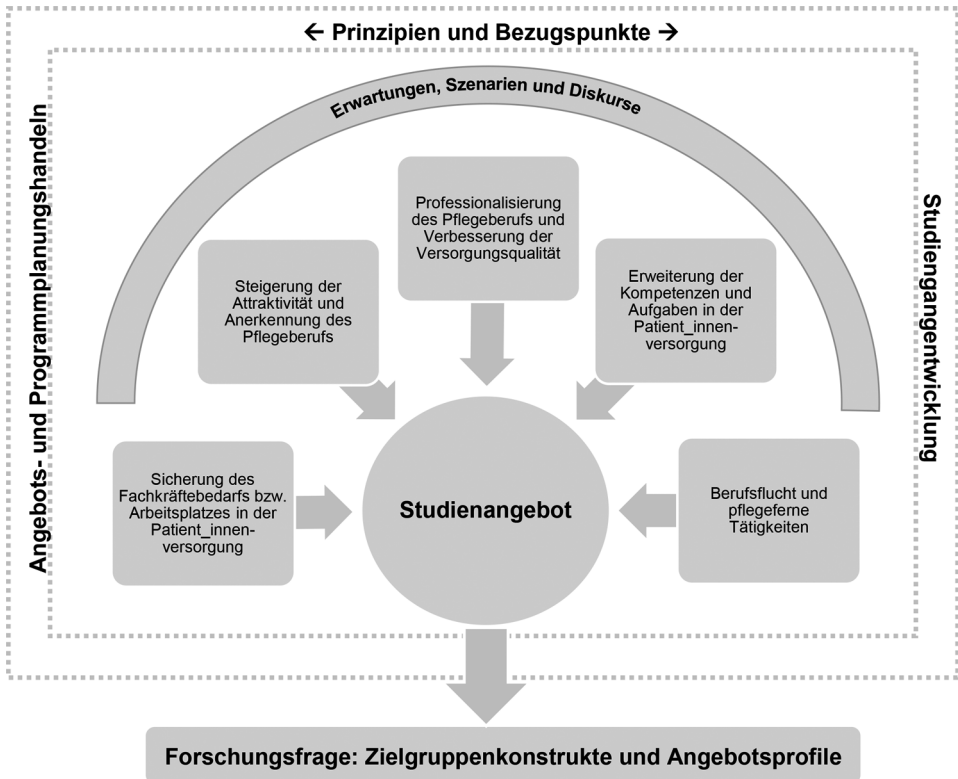 ← Prinzipien und Bezugspunkte →
Erwartungen, Szenarien und Diskurse
Angebots- und Programmplanungshandeln
Studiengangentwicklung
Professionalisierung
des Pflegeberufs und
Verbesserung der
Versorgungsqualität
Steigerung der
Attraktivität und
Anerkennung des
Pflegeberufs
Erweiterung der
Kompetenzen und
Aufgaben in der
Patient_innen-
versorgung
Sicherung des
Fachkräftebedarfs bzw.
Arbeitsplatzes in der
Patient_innen-
versorgung
Studienangebot
Berufsflucht und
pflegeferne
Tätigkeiten
Forschungsfrage: Zielgruppenkonstrukte und Angebotsprofile